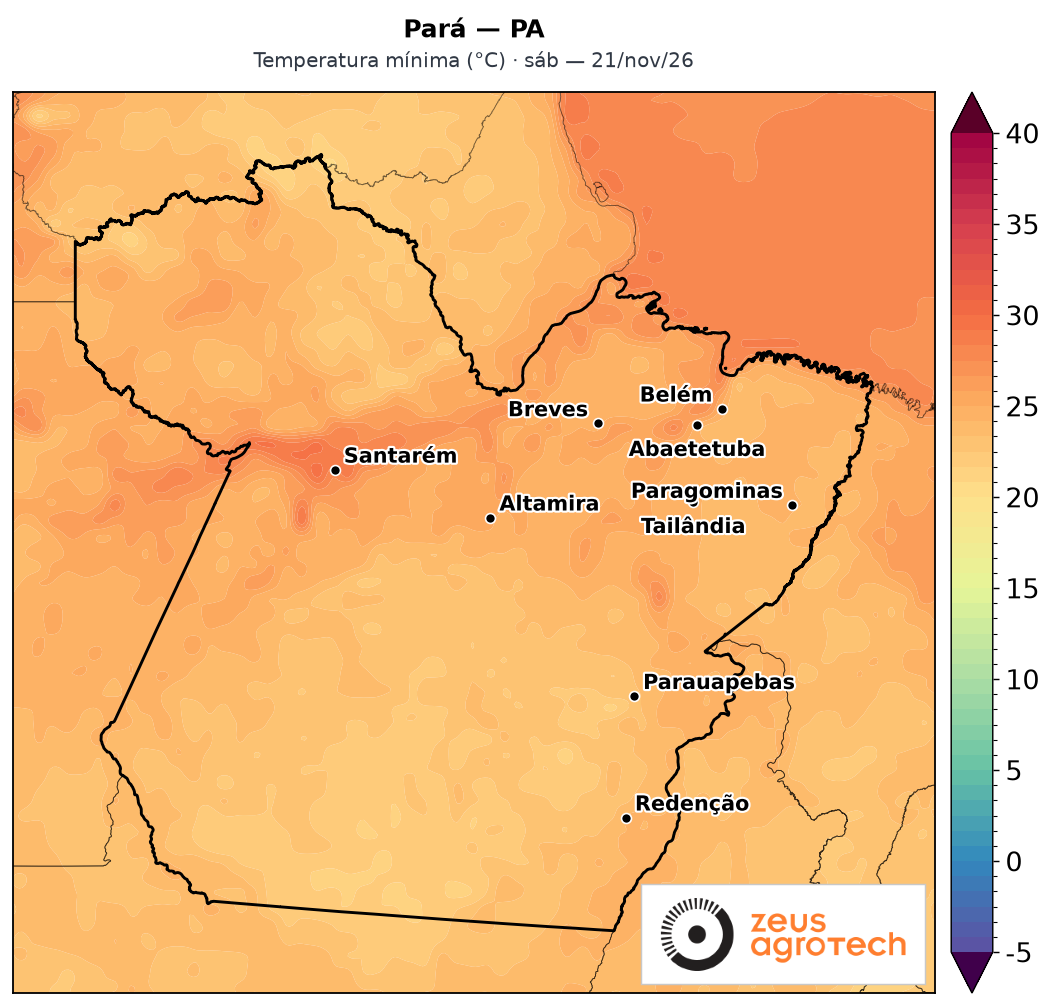 Pará — PA
Temperatura mínima (°C) · sáb — 21/nov/26
40
35
30
25
20
15
10
5
0
-5
Belém
Breves
Abaetetuba
Santarém
Paragominas
Altamira
Tailândia
Parauapebas
Redenção
zeus
agrotech